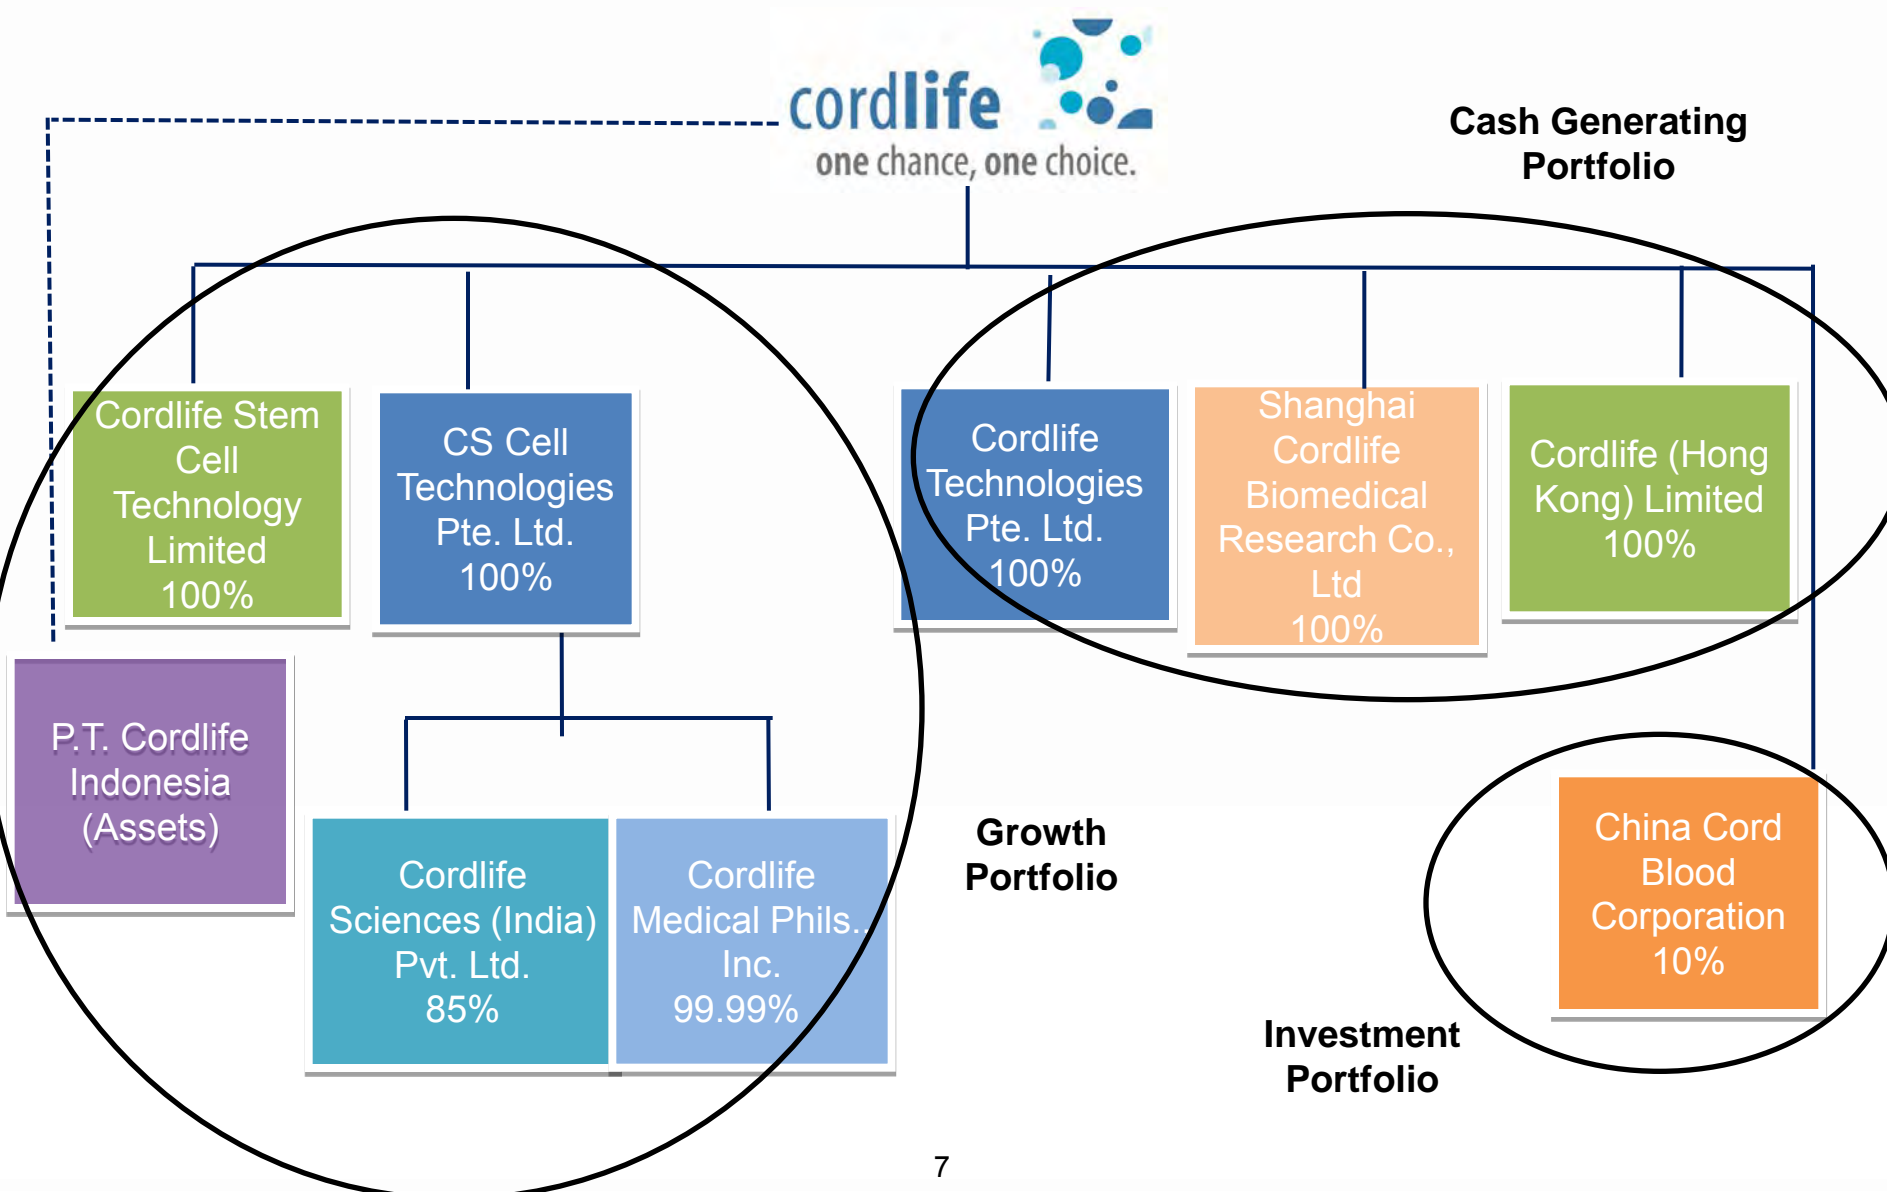 cordlife
one chance, one choice.
Cash Generating
Portfolio
Cordlife Stem
Cell
Technology
Limited
100%
CS Cell
Technologies
Pte. Ltd.
100%
Cordlife
Technologies
Pte. Ltd.
100%
Shanghai
Cordlife
Biomedical
Research Co.,
Ltd
100%
Cordlife (Hong
Kong) Limited
100%
P.T. Cordlife
Indonesia
(Assets)
Cordlife
Sciences (India)
Pvt. Ltd.
85%
Cordlife
Medical Phils..
Inc.
99.99%
Growth
Portfolio
China Cord
Blood
Corporation
10%
Investment
Portfolio
7